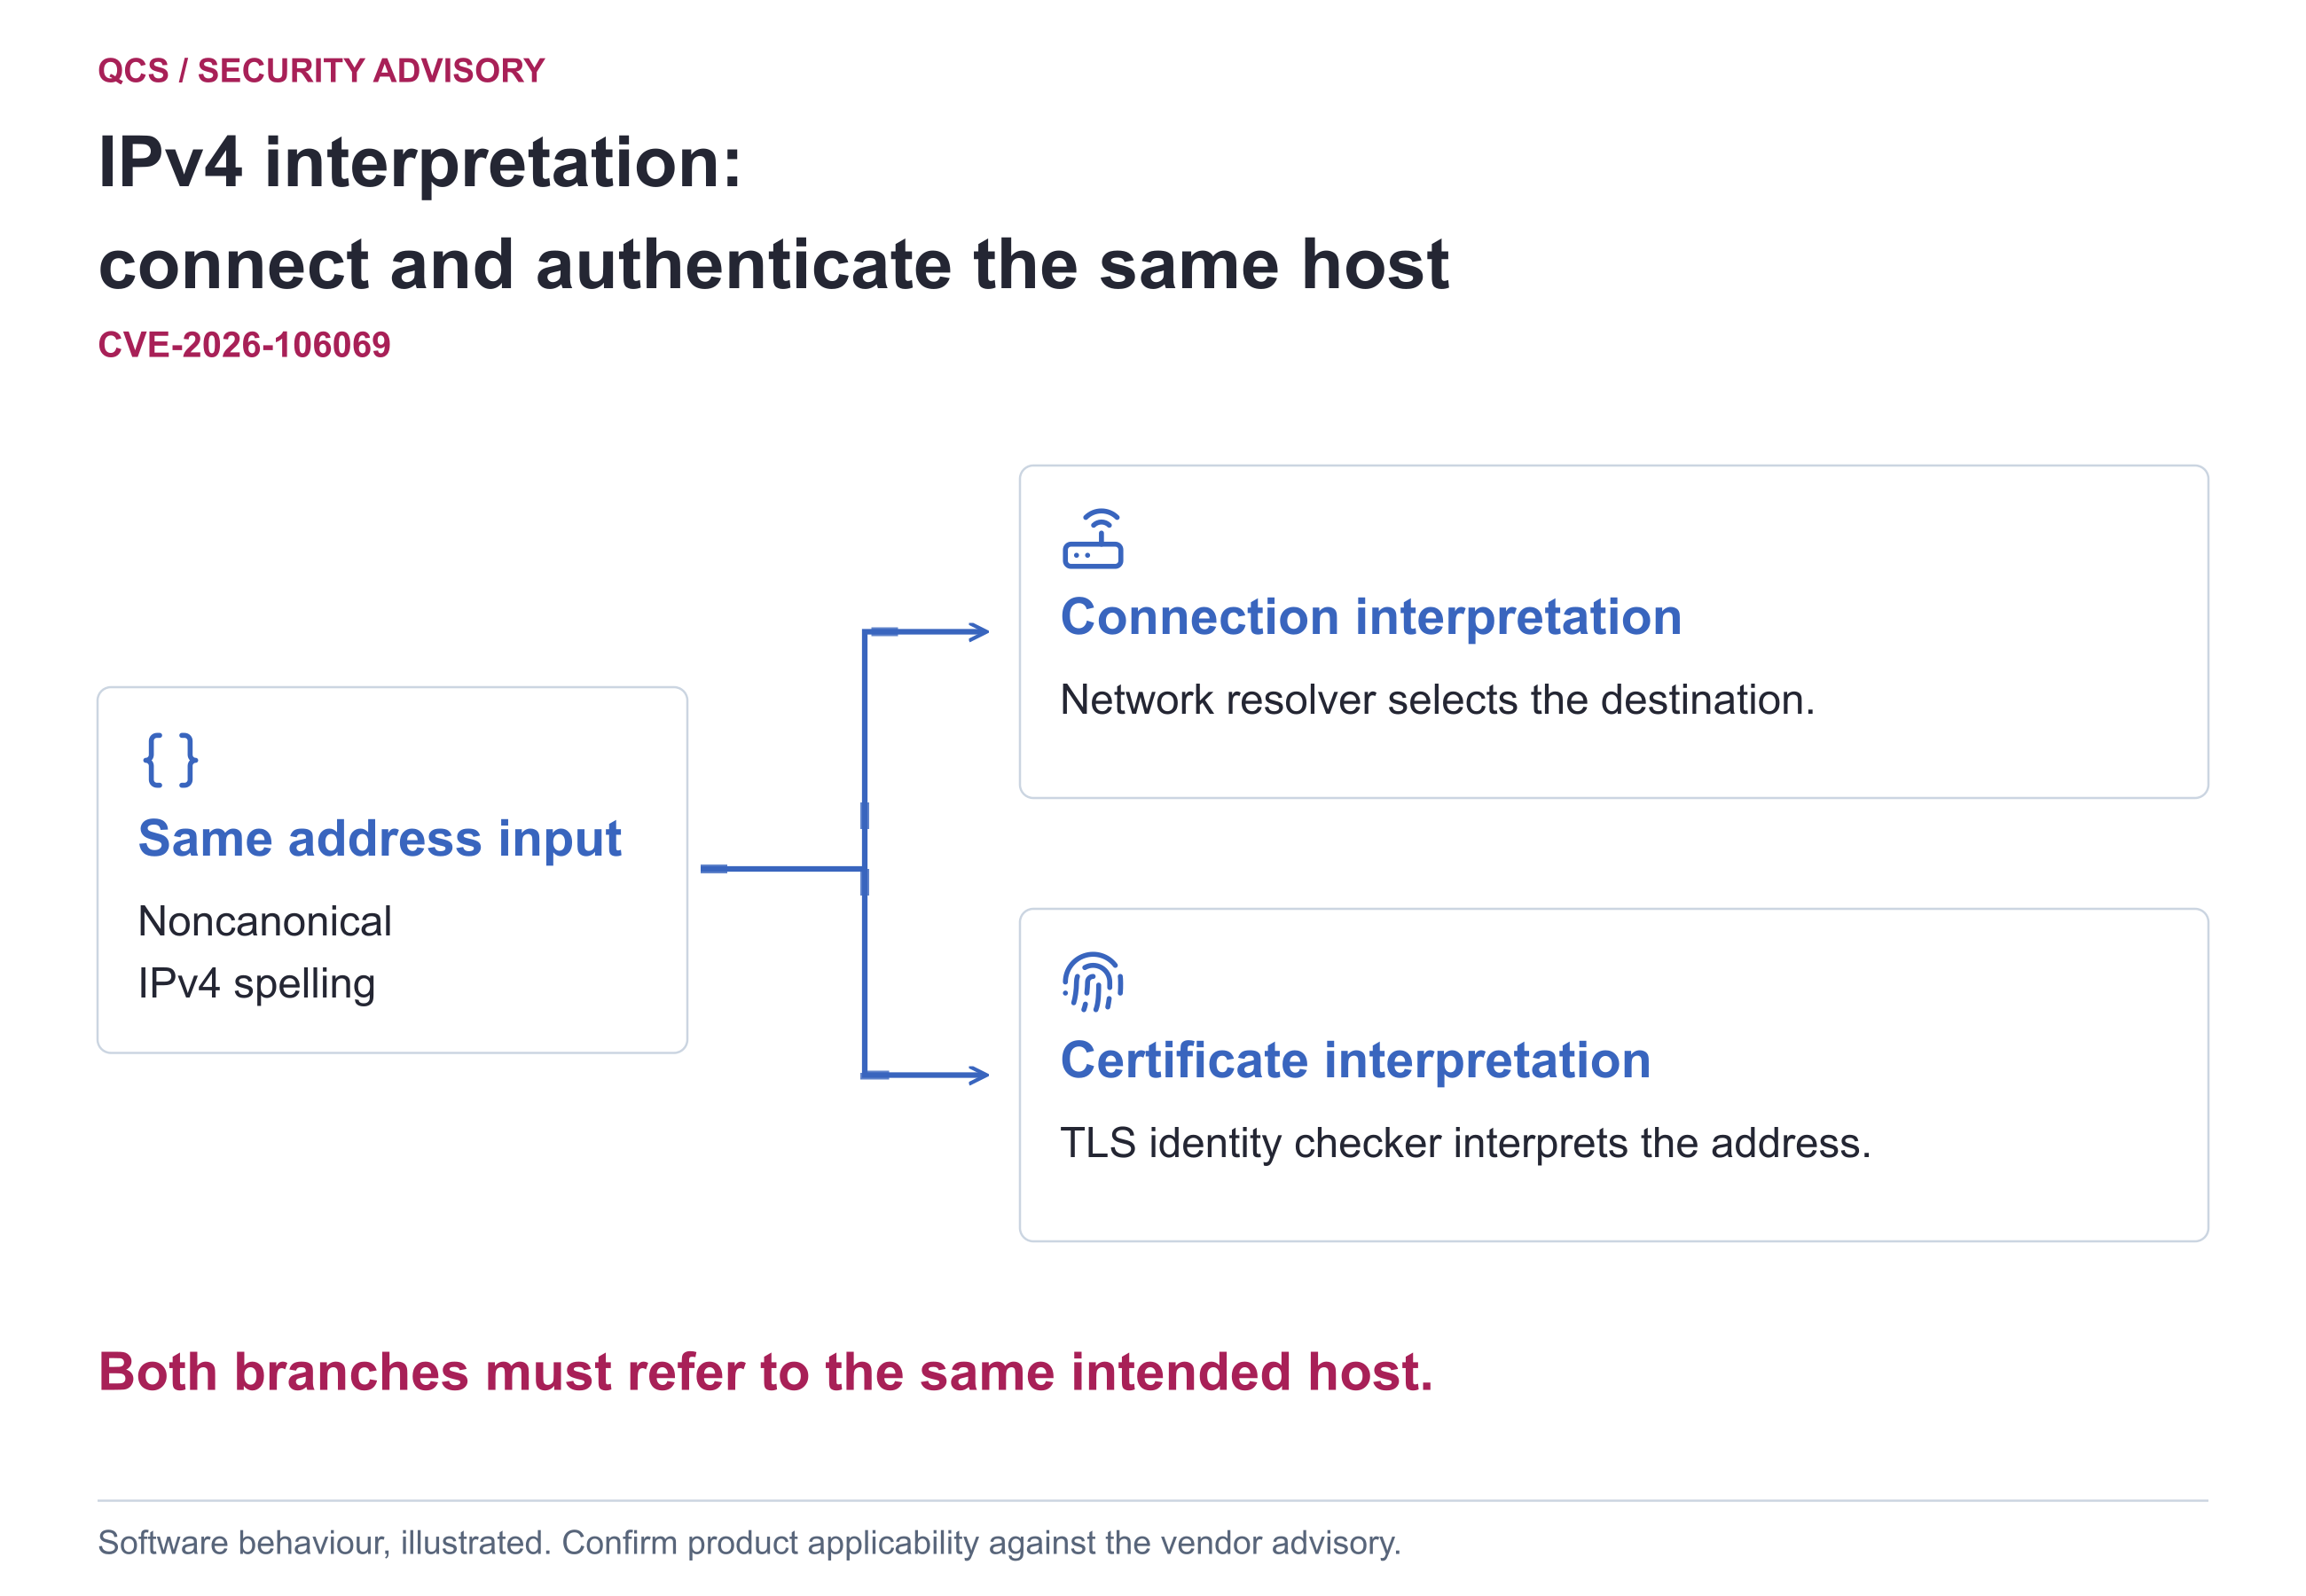 QCS / SECURITY ADVISORY
IPv4 interpretation:
connect and authenticate the same host
CVE-2026-106069
Connection interpretation
Network resolver selects the destination.
Same address input
Noncanonical
IPv4 spelling
Certificate interpretation
TLS identity checker interprets the address.
Both branches must refer to the same intended host.
Software behaviour, illustrated. Confirm product applicability against the vendor advisory.